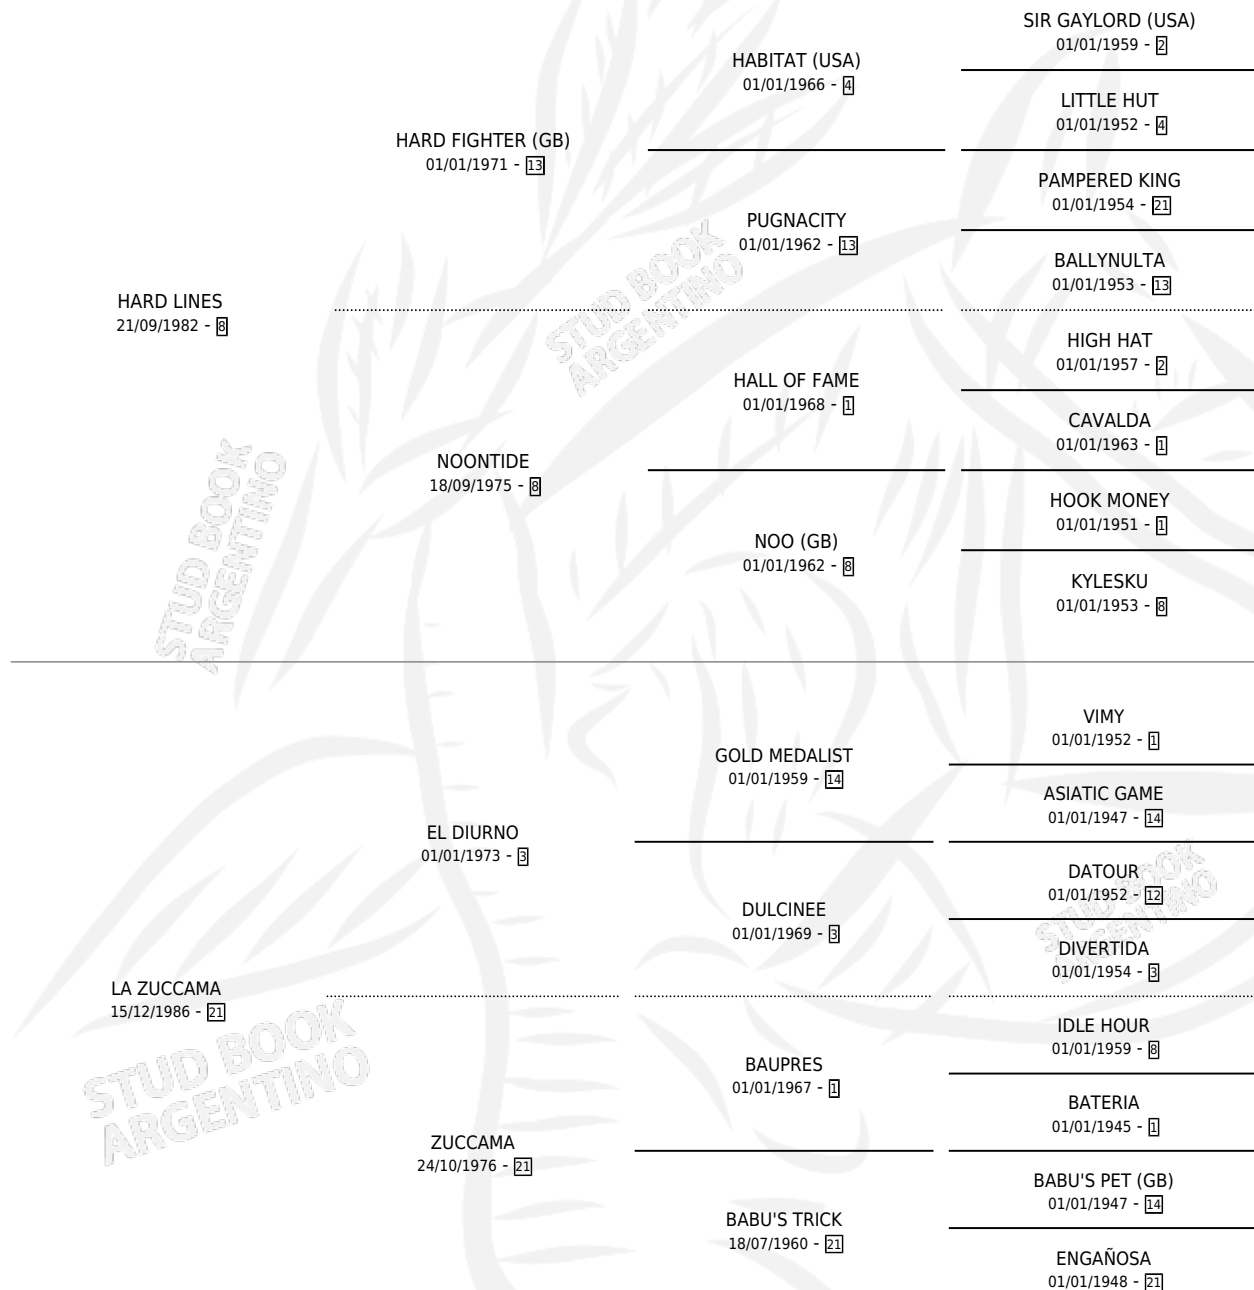 SIR GAYLORD (USA)
01/01/1959 - 2
HABITAT (USA)
01/01/1966 - 4
LITTLE HUT
01/01/1952 - 4
HARD FIGHTER (GB)
01/01/1971 - 13
PAMPERED KING
01/01/1954 - 21
PUGNACITY
01/01/1962 - 13
BALLYNULTA
01/01/1953 - 13
HARD LINES
21/09/1982 - 8
STUD BOOK
ARGENTINO
HIGH HAT
01/01/1957 - 2
HALL OF FAME
01/01/1968 - 1
CAVALDA
01/01/1963 - 1
NOONTIDE
18/09/1975 - 8
HOOK MONEY
01/01/1951 - 1
NOO (GB)
01/01/1962 - 8
KYLESKU
01/01/1953 - 8
STUD BOOK
ARGENTINO
VIMY
01/01/1952 - 1
GOLD MEDALIST
01/01/1959 - 14
ASIATIC GAME
01/01/1947 - 14
EL DIURNO
01/01/1973 - 3
DATOUR
01/01/1952 - 12
DULCINEE
01/01/1969 - 3
DIVERTIDA
01/01/1954 - 3
STUD BOOK
ARGENTINO
LA ZUCCAMA
15/12/1986 - 21
IDLE HOUR
01/01/1959 - 8
BAUPRES
01/01/1967 - 1
BATERIA
01/01/1945 - 1
STUD BOOK
ARGENTINO
ZUCCAMA
24/10/1976 - 21
BABU'S PET (GB)
01/01/1947 - 14
BABU'S TRICK
18/07/1960 - 21
ENGAÑOSA
01/01/1948 - 21